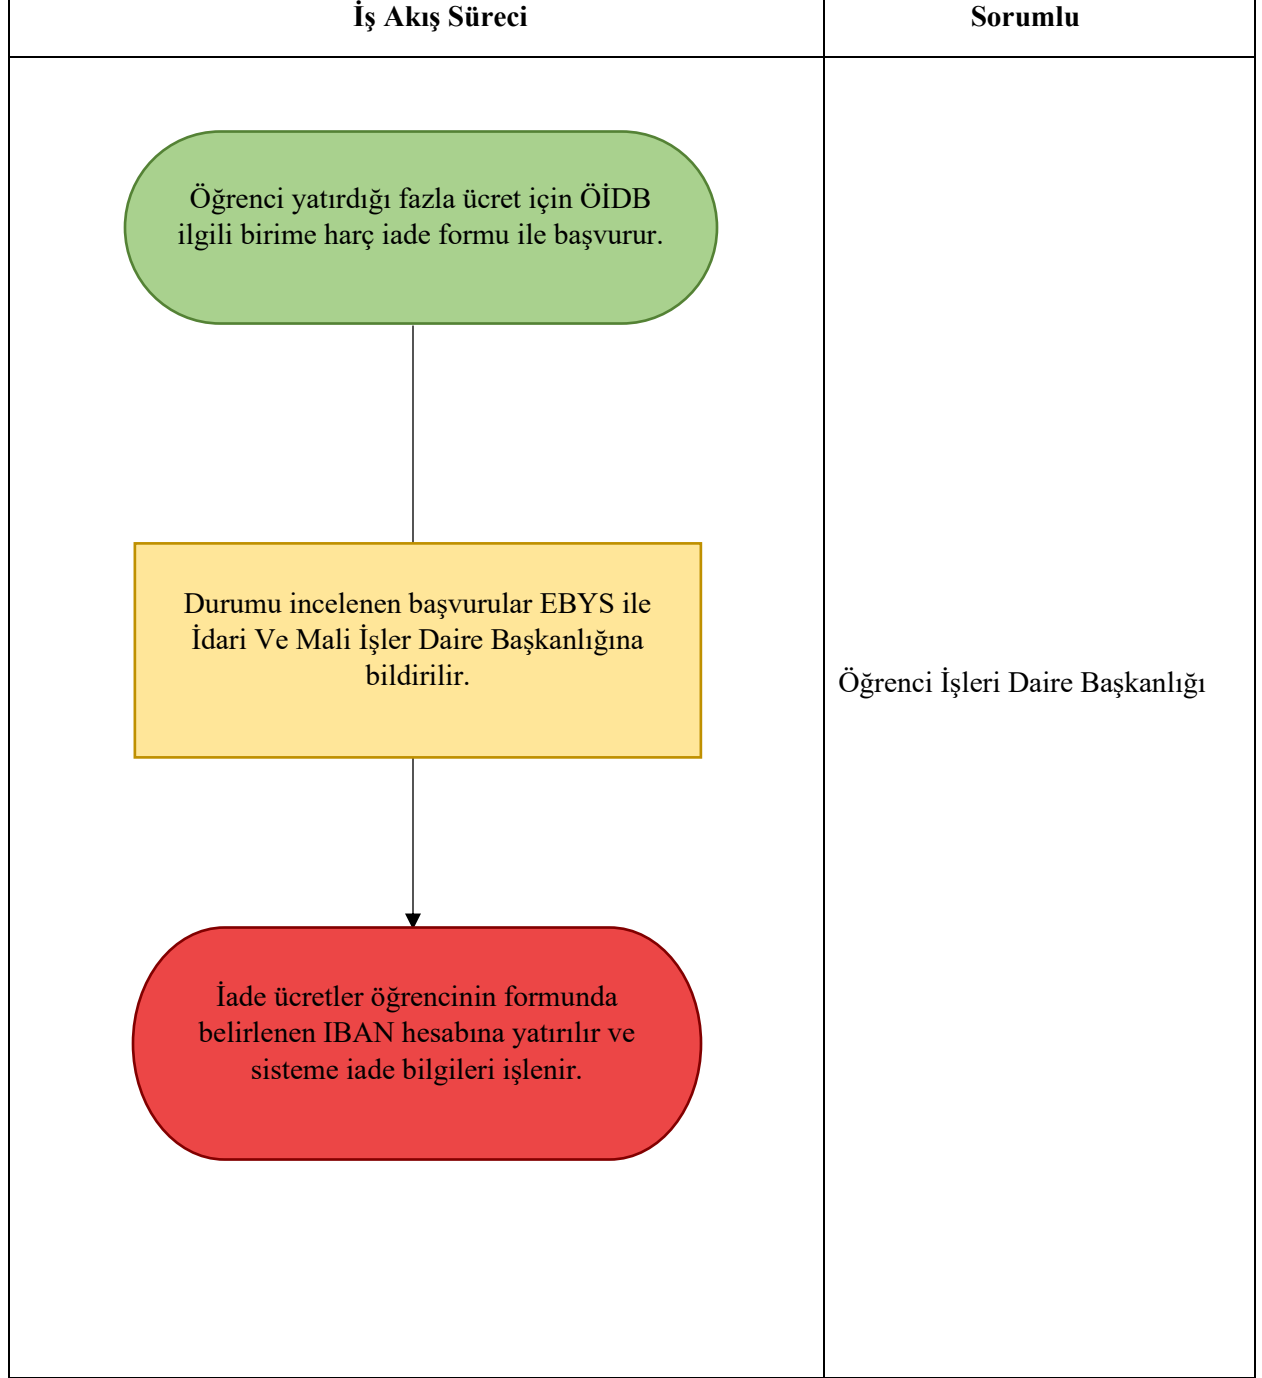 İş Akış Süreci
Sorumlu
Öğrenci yatırdığı fazla ücret için ÖİDB
ilgili birime harç iade formu ile başvurur.
Durumu incelenen başvurular EBYS ile
İdari Ve Mali İşler Daire Başkanlığına
bildirilir.
Öğrenci İşleri Daire Başkanlığı
İade ücretler öğrencinin formunda
belirlenen IBAN hesabına yatırılır ve
sisteme iade bilgileri işlenir.